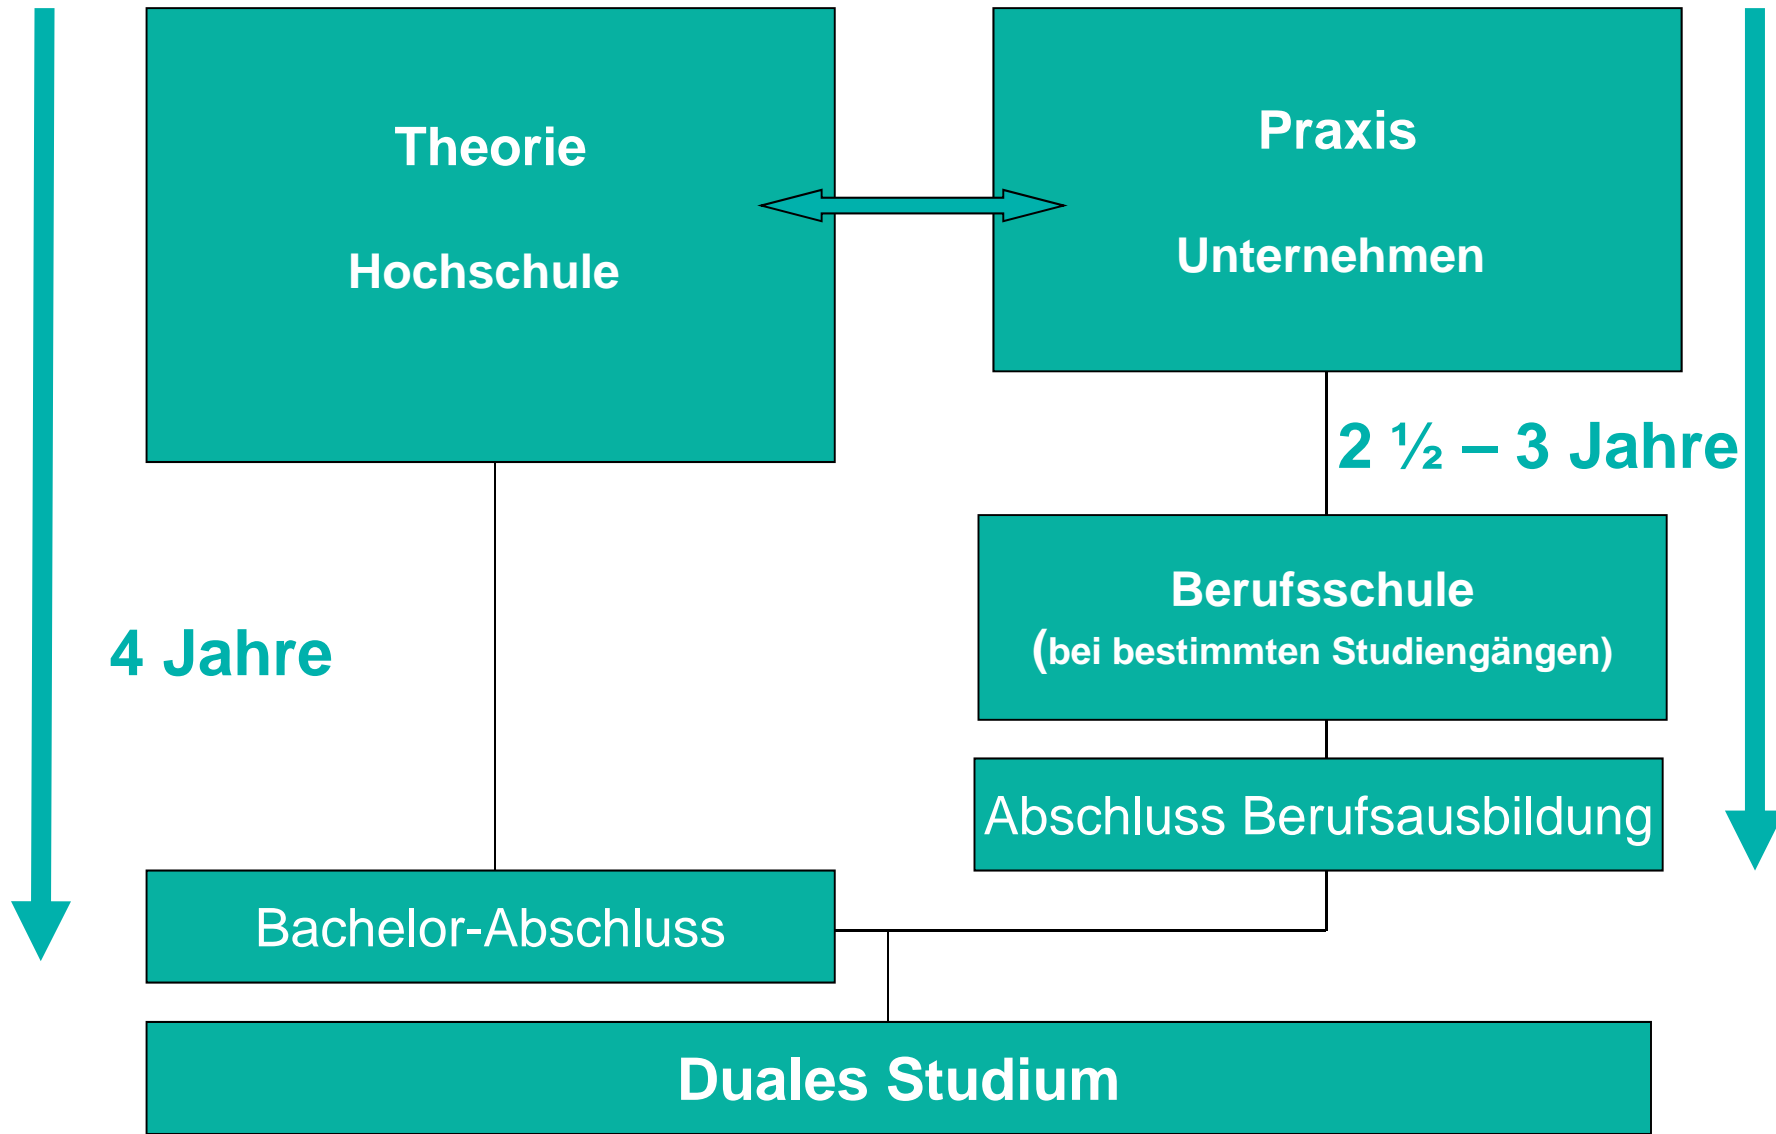 Theorie
Hochschule
Praxis
Unternehmen
2 ½ – 3 Jahre
Berufsschule
(bei bestimmten Studiengängen)
4 Jahre
Abschluss Berufsausbildung
Bachelor-Abschluss
Duales Studium